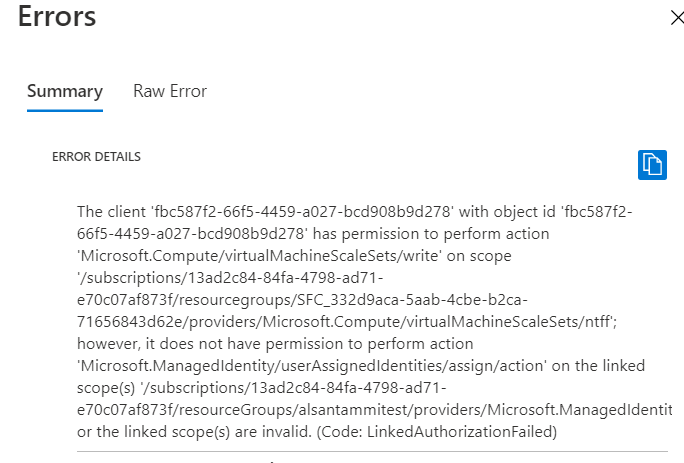 Errors
Summary Raw Error
ERROR DETAILS
The client 'fbc587f2-66f5-4459-a027-bcd908b9d278' with object id 'fbc587f2-
66f5-4459-a027-bcd908b9d278' has permission to perform action
'Microsoft.Compute/virtualMachineScaleSets/write' on scope
'/subscriptions/13ad2c84-84fa-4798-ad71-
e70c07af873f/resourcegroups/SFC_332d9aca-5aab-4cbe-b2ca-
71656843d62e/providers/Microsoft.Compute/virtualMachineScaleSets/ntff';
however, it does not have permission to perform action
'Microsoft.ManagedIdentity/userAssignedIdentities/assign/action' on the linked
scope(s) '/subscriptions/13ad2c84-84fa-4798-ad71-
e70c07af873f/resourceGroups/alsantammitest/providers/Microsoft.ManagedIdentit
or the linked scope(s) are invalid. (Code: LinkedAuthorizationFailed)